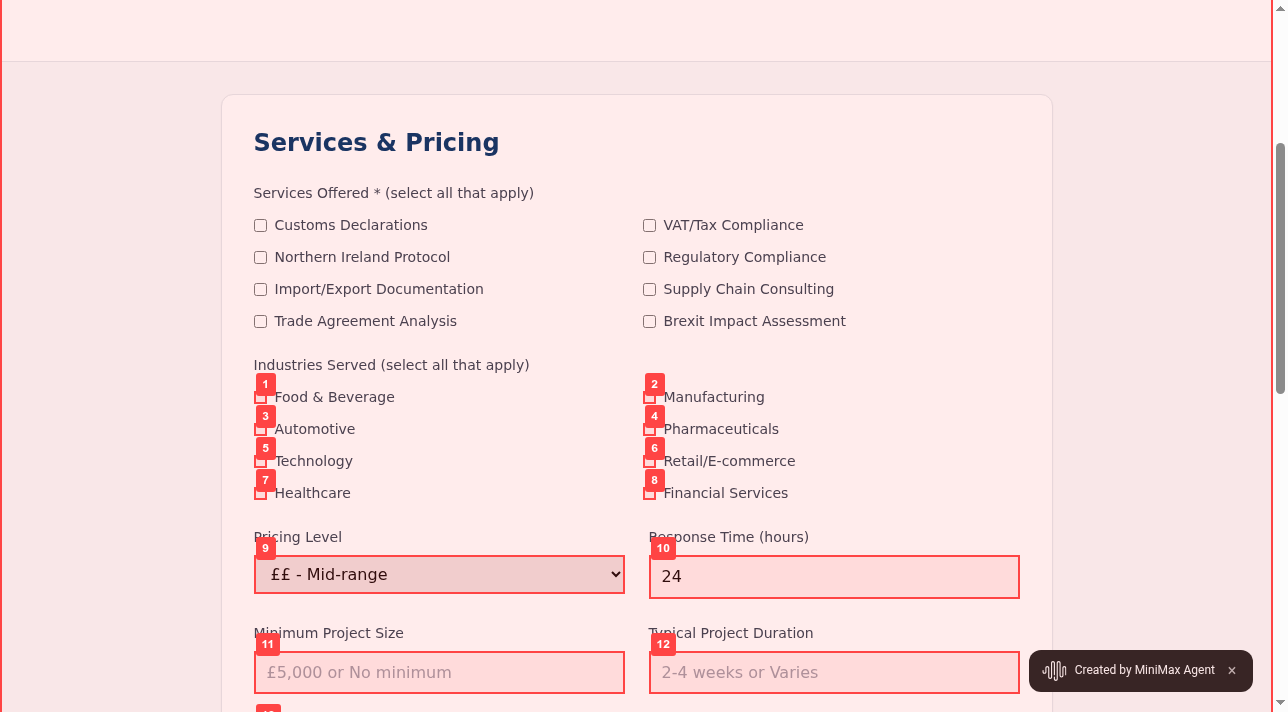 Services & Pricing
Services Offered * (select all that apply)
Customs Declarations
VAT/Tax Compliance
Northern Ireland Protocol
Regulatory Compliance
Import/Export Documentation
Supply Chain Consulting
Trade Agreement Analysis
Brexit Impact Assessment
Industries Served (select all that apply)
1 Food & Beverage
2 Manufacturing
3 Automotive
4 Pharmaceuticals
5 Technology
6 Retail/E-commerce
7 Healthcare
8 Financial Services
Pricing Level
9
££ - Mid-range
Response Time (hours)
10
24
Minimum Project Size
11
£5,000 or No minimum
Typical Project Duration
12
2-4 weeks or Varies
Created by MiniMax Agent ×